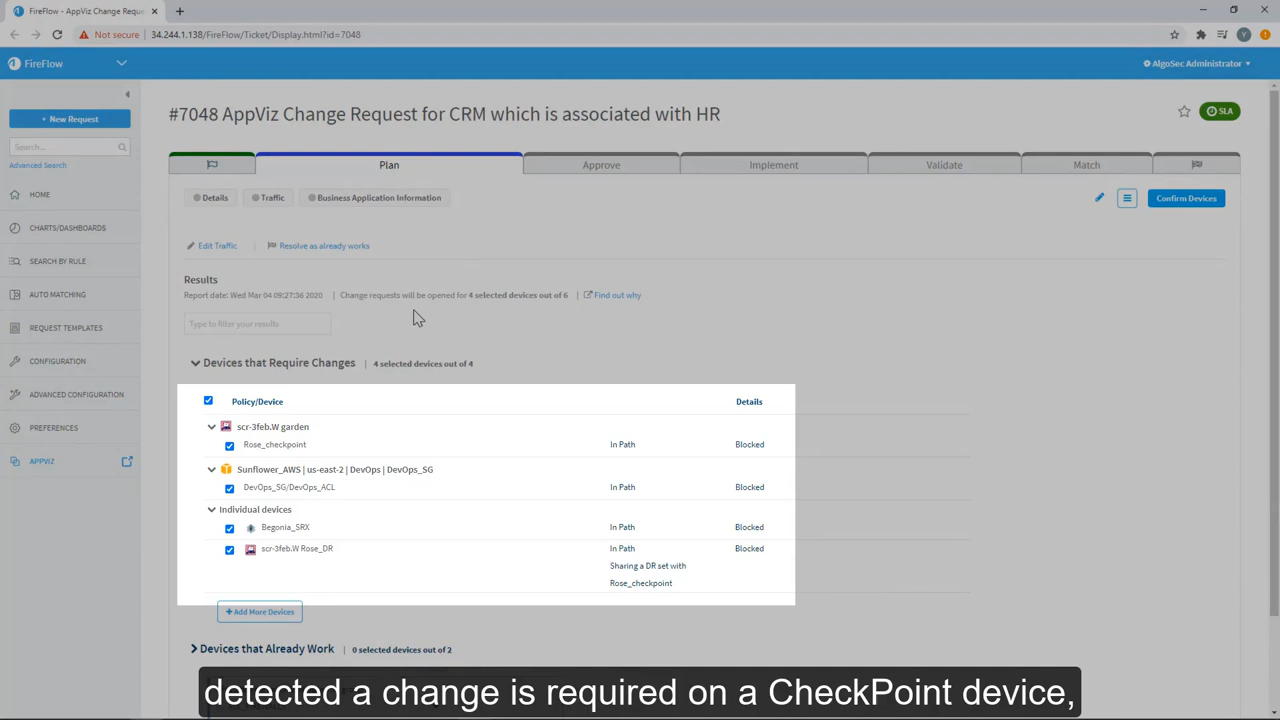 FireFlow - AppViz Change Reque
Not secure 34.244.1.138/FireFlow/Ticket/Display.html?id=7048
Y
FireFlow
AlgoSec Administrator
+ New Request
Search...
Advanced Search
HOME
CHARTS/DASHBOARDS
SEARCH BY RULE
AUTO MATCHING
REQUEST TEMPLATES
CONFIGURATION
ADVANCED CONFIGURATION
PREFERENCES
APPVIZ
#7048 AppViz Change Request for CRM which is associated with HR
SLA
Plan Approve Implement Validate Match
Details Traffic Business Application Information
Confirm Devices
Edit Traffic | Resolve as already works
Results
Report date: Wed Mar 04 09:27:36 2020 | Change requests will be opened for 4 selected devices out of 6 | Find out why
Type to filter your results
Devices that Require Changes | 4 selected devices out of 4
Policy/Device Details
scr-3feb.W garden
Rose_checkpoint In Path Blocked
Sunflower_AWS | us-east-2 | DevOps | DevOps_SG
DevOps_SG/DevOps_ACL In Path Blocked
Individual devices
Begonia_SRX In Path Blocked
scr-3feb.W Rose_DR In Path Blocked
Sharing a DR set with
Rose_checkpoint
+ Add More Devices
Devices that Already Work | 0 selected devices out of 2
detected a change is required on a CheckPoint device,